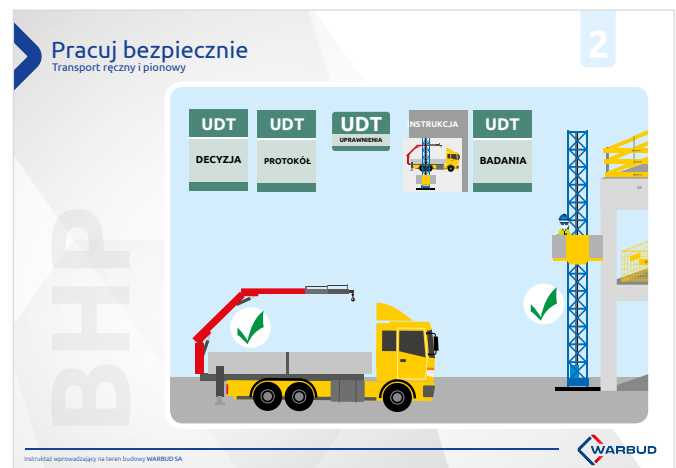 Pracuj bezpiecznie
Transport ręczny i pionowy
2
UDT
DECYZJA
UDT
PROTOKÓŁ
UDT
UPRAWNIENIA
INSTRUKCJA
UDT
BADANIA
BHP
Instruktaż wprowadzający na teren budowy WARBUD SA
WARBUD